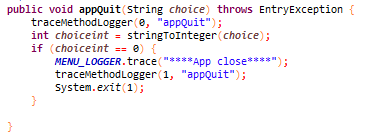 public void appQuit(String choice) throws EntryException {
traceMethodLogger(0, "appQuit");
int choiceint = stringToInteger(choice);
if (choiceint == 0) {
MENU_LOGGER.trace("****App close****");
traceMethodLogger(1, "appQuit");
System.exit(1);
}
}